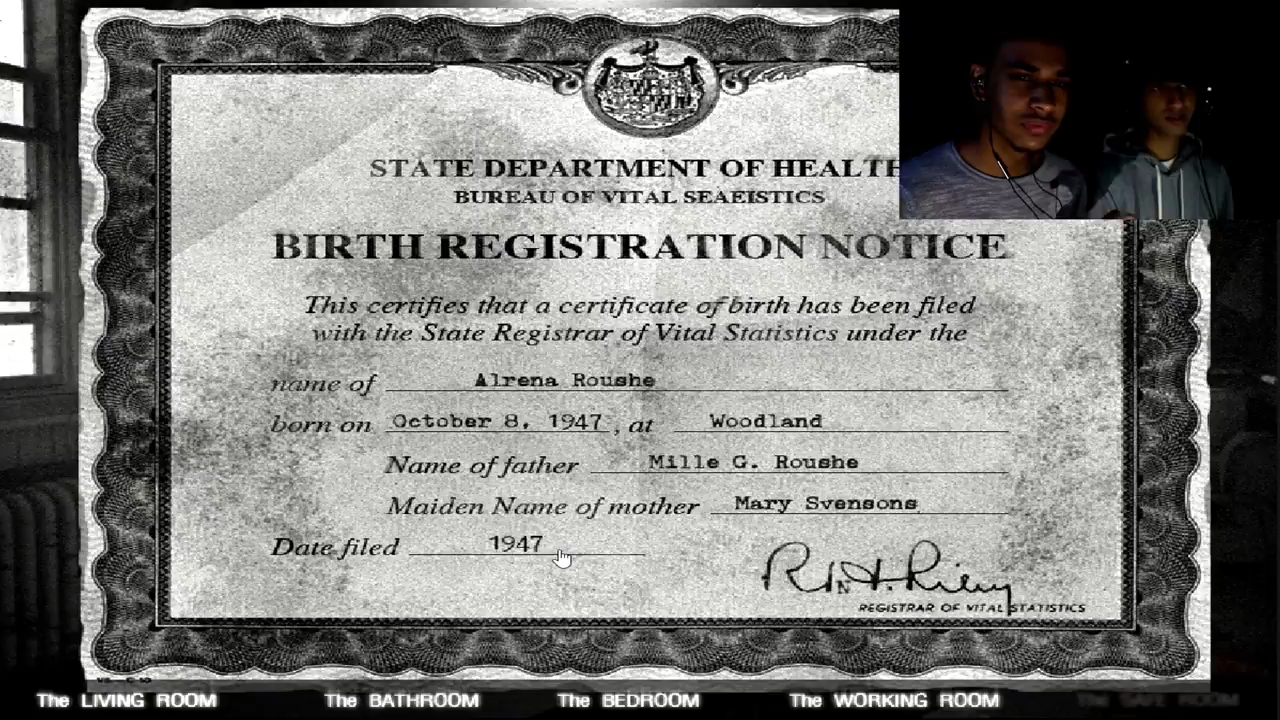 STATE DEPARTMENT OF HEALTH
BUREAU OF VITAL SEAEISTICS
BIRTH REGISTRATION NOTICE
This certifies that a certificate of birth has been filed
with the State Registrar of Vital Statistics under the
name of Alrena Roushe
born on October 8, 1947, at Woodland
Name of father Mille G. Roushe
Maiden Name of mother Mary Svensons
Date filed 1947
REGISTRAR OF VITAL STATISTICS
The LIVING ROOM The BATHROOM The BEDROOM The WORKING ROOM